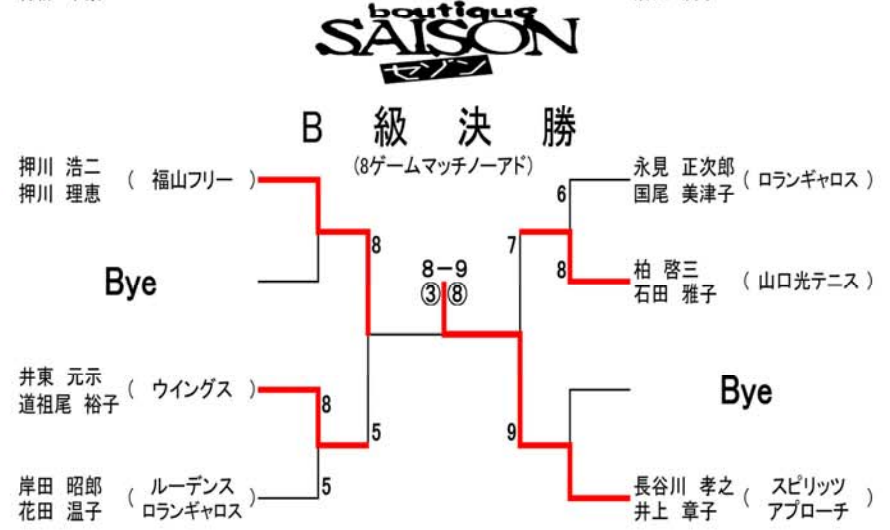 boutique
SAISON
セゾン
B 級 決 勝
(8ゲームマッチノーアド)
押川 浩二
押川 理恵
( 福山フリー )
Bye
井東 元示
道祖尾 裕子
( ウイングス )
岸田 昭郎
花田 温子
( ルーデンス
ロランギャロス )
8
5
8
5
8-9
③⑧
7
9
6
8
永見 正次郎
国尾 美津子
( ロランギャロス )
柏 啓三
石田 雅子
( 山口光テニス )
Bye
長谷川 孝之
井上 章子
( スピリッツ
アプローチ )